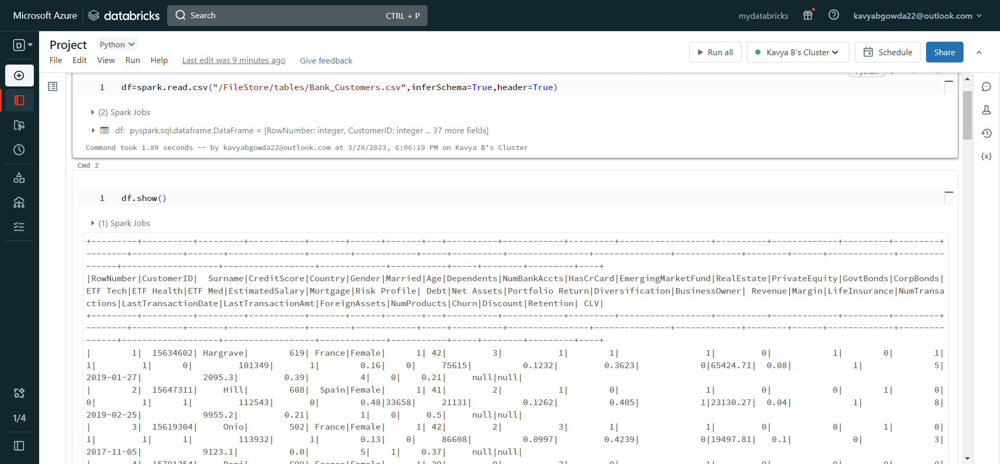 Microsoft Azure databricks Search CTRL + P mydatabricks kavyabgowda22@outlook.com
D Project Python
File Edit View Run Help Last edit was 9 minutes ago Give feedback Run all Kavya B's Cluster Schedule Share
1 df=spark.read.csv("/FileStore/tables/Bank_Customers.csv",inferSchema=True,header=True)
(2) Spark Jobs
df: pyspark.sql.dataframe.DataFrame = [RowNumber: integer, CustomerID: integer ... 37 more fields]
Command took 1.89 seconds -- by kavyabgowda22@outlook.com at 3/28/2023, 6:06:19 PM on Kavya B's Cluster
{x}
Cmd 2
1 df.show()
(1) Spark Jobs
+---------+----------+---------+-----------+-------+------+-------+---+----------+-----------+---------+------------------+----------+-------------+---------+---------+
--------+----------+-------+---------------+--------+------------+-----+----------+----------------+---------------+-------------+--------+------+-------------+---------
------+-------------------+------------------+-------------+-----------+-----+--------+---------+----+
|RowNumber|CustomerID|  Surname|CreditScore|Country|Gender|Married|Age|Dependents|NumBankAccts|HasCrCard|EmergingMarketFund|RealEstate|PrivateEquity|GovtBonds|CorpBonds|
ETF Tech|ETF Health|ETF Med|EstimatedSalary|Mortgage|Risk Profile| Debt|Net Assets|Portfolio Return|Diversification|BusinessOwner| Revenue|Margin|LifeInsurance|NumTransa
ctions|LastTransactionDate|LastTransactionAmt|ForeignAssets|NumProducts|Churn|Discount|Retention| CLV|
+---------+----------+---------+-----------+-------+------+-------+---+----------+-----------+---------+------------------+----------+-------------+---------+---------+
--------+----------+-------+---------------+--------+------------+-----+----------+----------------+---------------+-------------+--------+------+-------------+---------
------+-------------------+------------------+-------------+-----------+-----+--------+---------+----+
|        1|  15634602| Hargrave|        619| France|Female|      1| 42|         3|           1|        1|                 1|         0|            1|        0|        1|
1|         1|      0|         101349|       1|        0.16|    0|     75615|          0.1232|         0.3623|            0|65424.71|  0.08|            1|              5|
2019-01-27|            2095.3|         0.39|          4|    0|    0.21|     null|null|
|        2|  15647311|     Hill|        608|  Spain|Female|      1| 41|         2|           1|        0|                 1|         0|            0|        1|        0|
0|         1|      1|         112543|       0|        0.48|33658|     21131|          0.1262|          0.405|            1|23130.27|  0.04|            1|              8|
2019-02-25|            9955.2|         0.21|          1|    0|     0.5|     null|null|
|        3|  15619304|     Onio|        502| France|Female|      1| 42|         2|           3|        1|                 1|         0|            0|        1|        0|
1|         1|      1|         113932|       1|        0.13|    0|     86608|          0.0997|         0.4239|            0|19497.81|   0.1|            0|              3|
2017-11-05|            9123.1|          0.0|          5|    1|    0.37|     null|null|
1/4